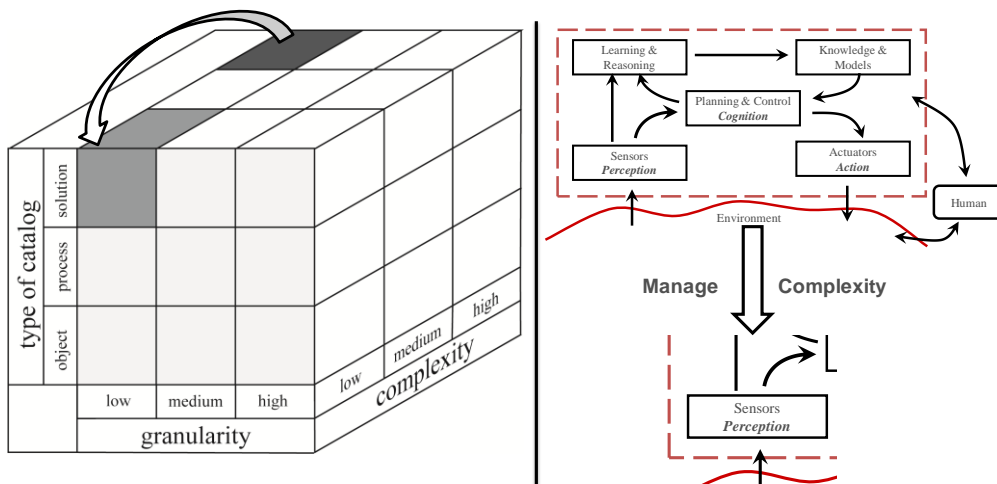 type of catalog
solution
process
object
low
medium
high
granularity
low
medium
high
complexity
Learning &
Reasoning
Knowledge &
Models
Planning & Control
Cognition
Sensors
Perception
Actuators
Action
Human
Environment
Manage Complexity
Sensors
Perception